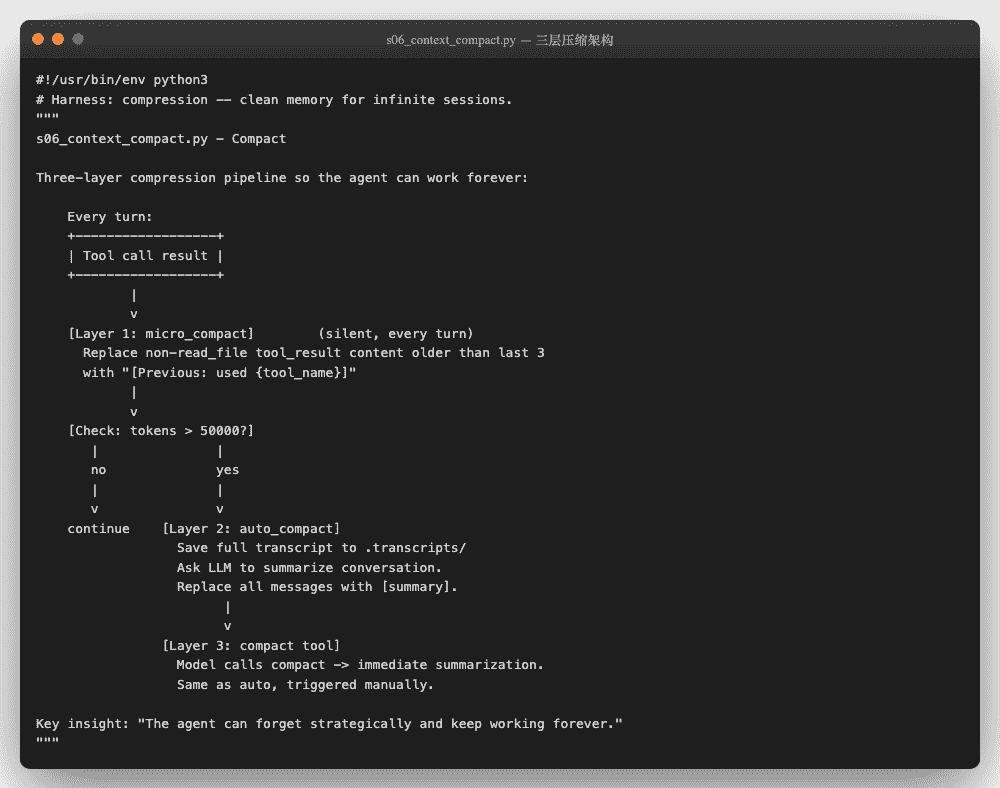 s06_context_compact.py — 三层压缩架构
#!/usr/bin/env python3
# Harness: compression -- clean memory for infinite sessions.
"""
s06_context_compact.py - Compact

Three-layer compression pipeline so the agent can work forever:

    Every turn:
    +------------------+
    | Tool call result |
    +------------------+
            |
            v
    [Layer 1: micro_compact]        (silent, every turn)
      Replace non-read_file tool_result content older than last 3
      with "[Previous: used {tool_name}]"
            |
            v
    [Check: tokens > 50000?]
       |               |
       no              yes
       |               |
       v               v
    continue    [Layer 2: auto_compact]
                  Save full transcript to .transcripts/
                  Ask LLM to summarize conversation.
                  Replace all messages with [summary].
                        |
                        v
                [Layer 3: compact tool]
                  Model calls compact -> immediate summarization.
                  Same as auto, triggered manually.

Key insight: "The agent can forget strategically and keep working forever."
"""